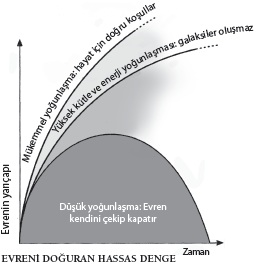 Mükemmel yoğunlaşma: hayat için doğru koşullar
Yüksek kütle ve enerji yoğunlaşması: galaksiler oluşmaz
Evrenin yarıçapı
Düşük yoğunlaşma: Evren
kendini çekip kapatır
Zaman
EVRENİ DOĞURAN HASSAS DENGE